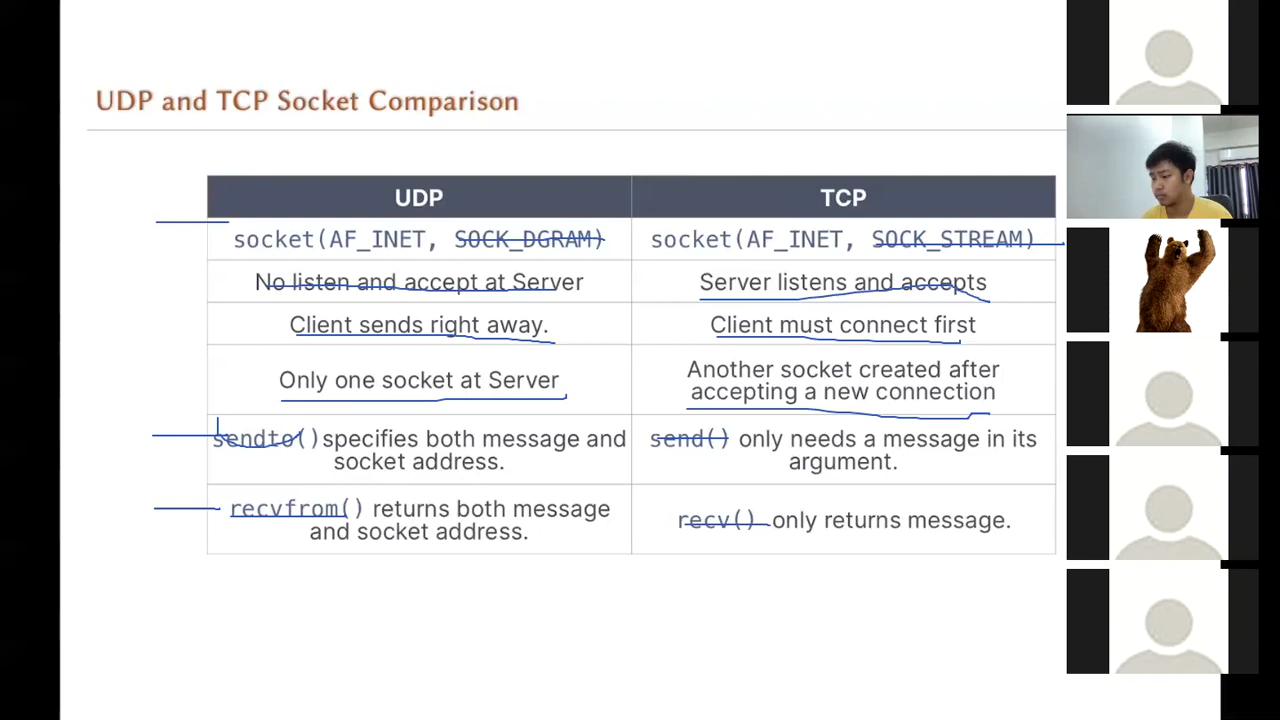 UDP and TCP Socket Comparison
UDP
TCP
socket(AF_INET, SOCK_DGRAM)
socket(AF_INET, SOCK_STREAM)
No listen and accept at Server
Server listens and accepts
Client sends right away.
Client must connect first
Only one socket at Server
Another socket created after
accepting a new connection
sendto()specifies both message and
socket address.
send() only needs a message in its
argument.
recvfrom() returns both message
and socket address.
recv() only returns message.